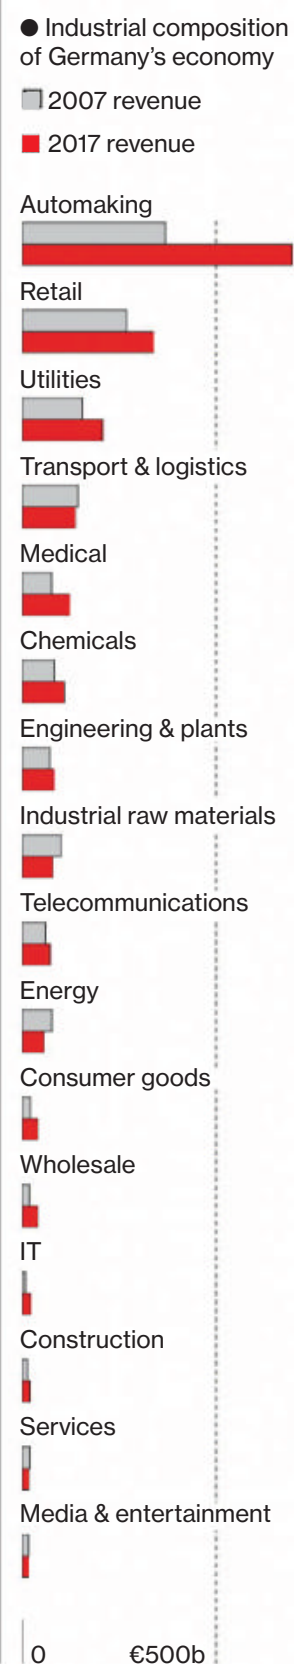 ● Industrial composition
of Germany’s economy
2007 revenue
2017 revenue
Automaking
Retail
Utilities
Transport & logistics
Medical
Chemicals
Engineering & plants
Industrial raw materials
Telecommunications
Energy
Consumer goods
Wholesale
IT
Construction
Services
Media & entertainment
0 €500b